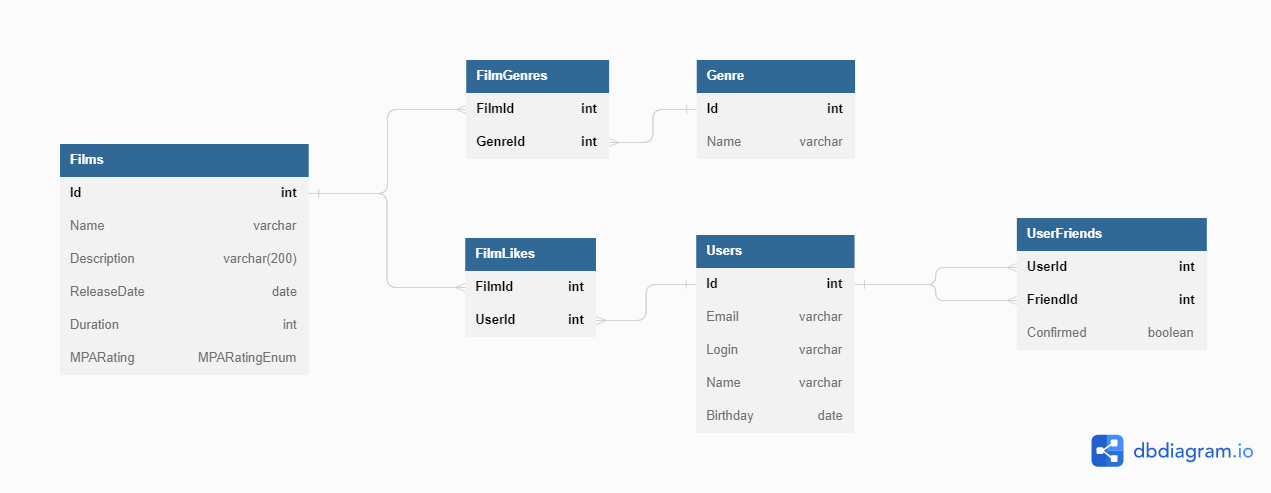 Films
Id int
Name varchar
Description varchar(200)
ReleaseDate date
Duration int
MPARating MPARatingEnum
FilmGenres
FilmId int
GenreId int
Genre
Id int
Name varchar
FilmLikes
FilmId int
UserId int
Users
Id int
Email varchar
Login varchar
Name varchar
Birthday date
UserFriends
UserId int
FriendId int
Confirmed boolean
dbdiagram.io